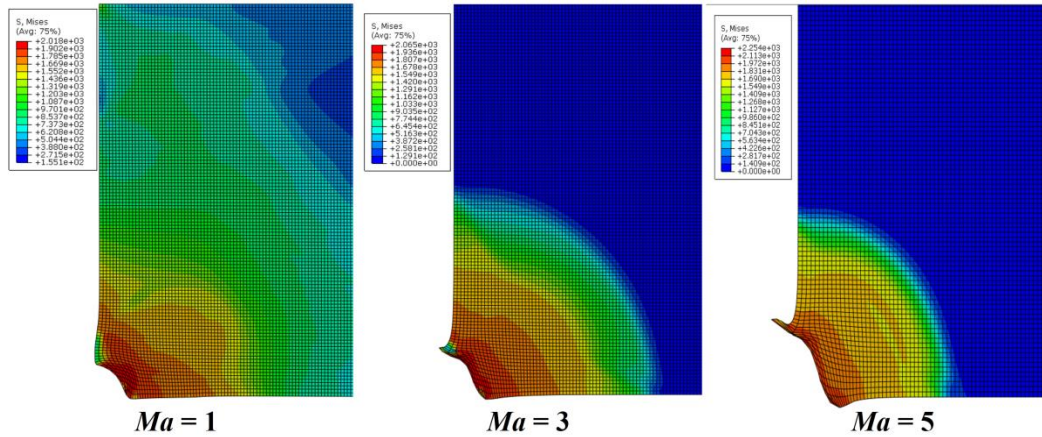 S, Mises
(Avg: 75%)
+2.018e+03
+1.902e+03
+1.785e+03
+1.669e+03
+1.552e+03
+1.436e+03
+1.319e+03
+1.203e+03
+1.087e+03
+9.701e+02
+8.537e+02
+7.373e+02
+6.208e+02
+5.044e+02
+3.880e+02
+2.715e+02
+1.551e+02
S, Mises
(Avg: 75%)
+2.065e+03
+1.936e+03
+1.807e+03
+1.678e+03
+1.549e+03
+1.420e+03
+1.291e+03
+1.162e+03
+1.033e+03
+9.035e+02
+7.744e+02
+6.454e+02
+5.163e+02
+3.872e+02
+2.581e+02
+1.291e+02
+0.000e+00
S, Mises
(Avg: 75%)
+2.254e+03
+2.113e+03
+1.972e+03
+1.831e+03
+1.690e+03
+1.549e+03
+1.409e+03
+1.268e+03
+1.127e+03
+9.860e+02
+8.451e+02
+7.043e+02
+5.634e+02
+4.226e+02
+2.817e+02
+1.409e+02
+0.000e+00
Ma = 1
Ma = 3
Ma = 5